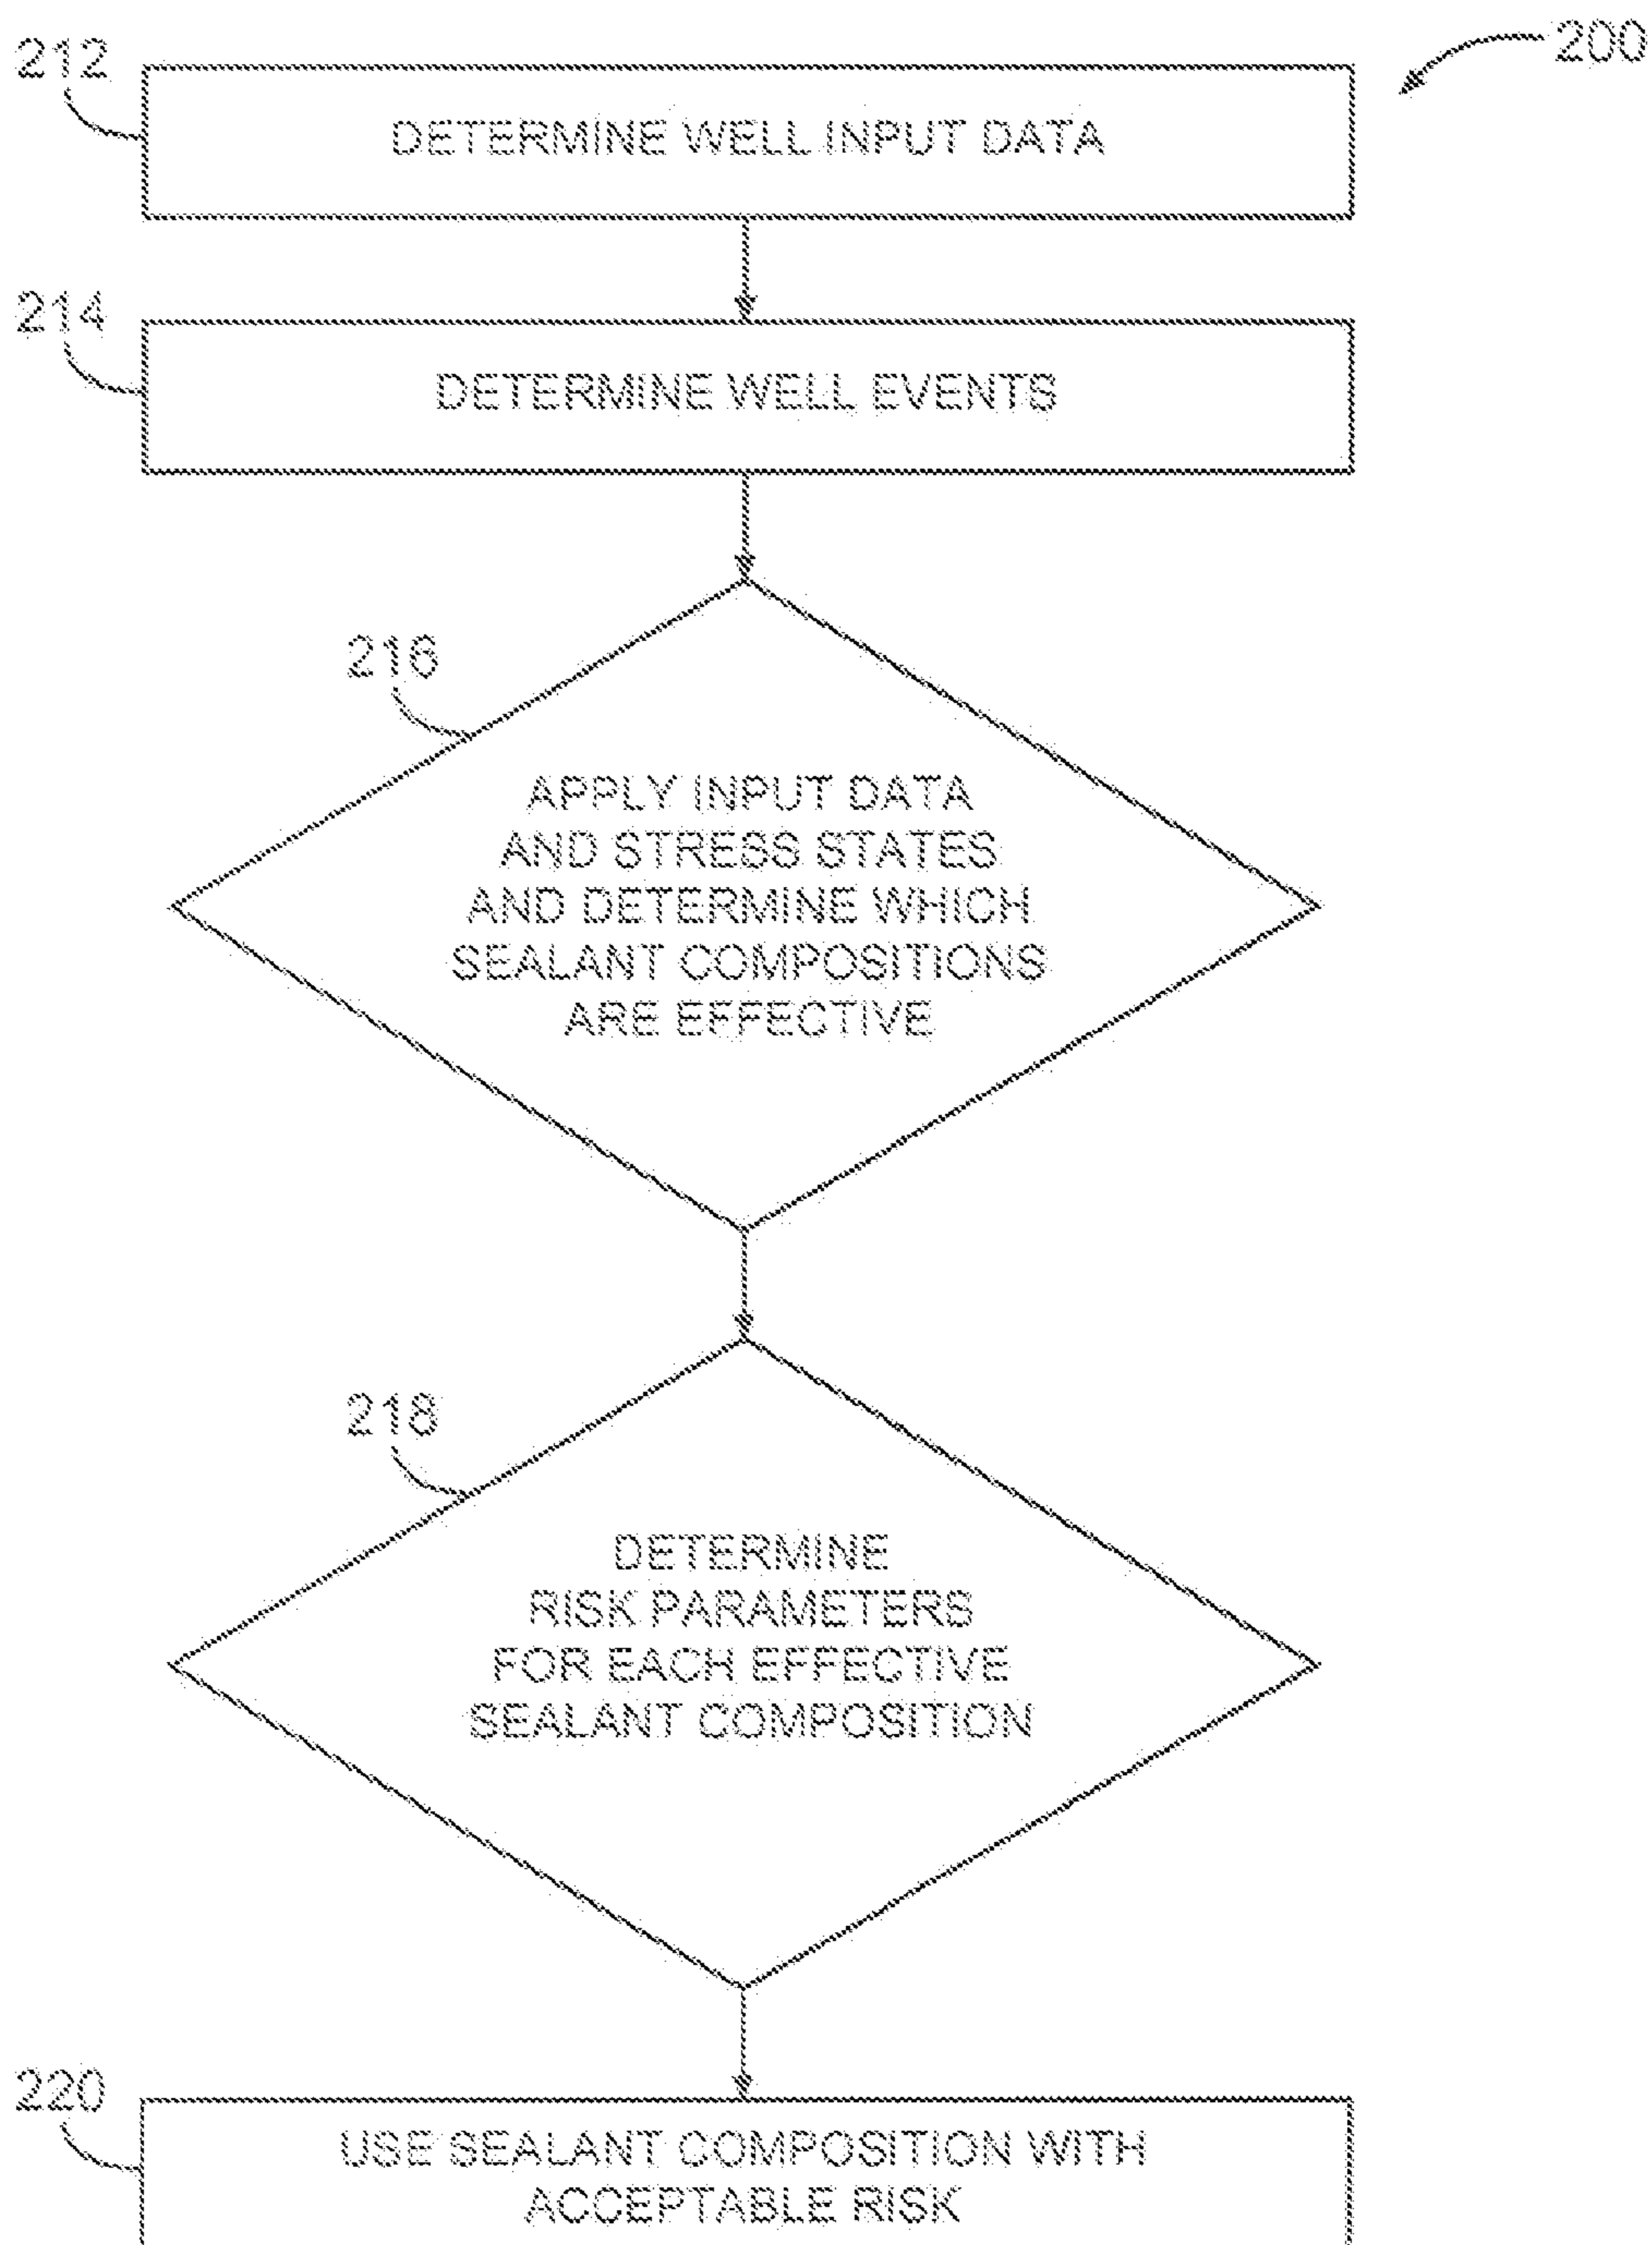 200
212
DETERMINE WELL INPUT DATA
214
DETERMINE WELL EVENTS
216
APPLY INPUT DATA
AND STRESS STATES
AND DETERMINE WHICH
SEALANT COMPOSITIONS
ARE EFFECTIVE
218
DETERMINE
RISK PARAMETERS
FOR EACH EFFECTIVE
SEALANT COMPOSITION
220
USE SEALANT COMPOSITION WITH
ACCEPTABLE RISK